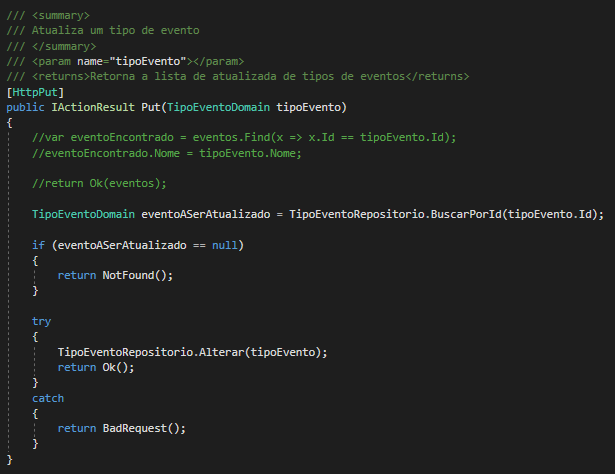 /// <summary>
/// Atualiza um tipo de evento
/// </summary>
/// <param name="tipoEvento"></param>
/// <returns>Retorna a lista de atualizada de tipos de eventos</returns>
[HttpPut]
public IActionResult Put(TipoEventoDomain tipoEvento)
{
    //var eventoEncontrado = eventos.Find(x => x.Id == tipoEvento.Id);
    //eventoEncontrado.Nome = tipoEvento.Nome;

    //return Ok(eventos);

    TipoEventoDomain eventoASerAtualizado = TipoEventoRepositorio.BuscarPorId(tipoEvento.Id);

    if (eventoASerAtualizado == null)
    {
        return NotFound();
    }

    try
    {
        TipoEventoRepositorio.Alterar(tipoEvento);
        return Ok();
    }
    catch
    {
        return BadRequest();
    }
}